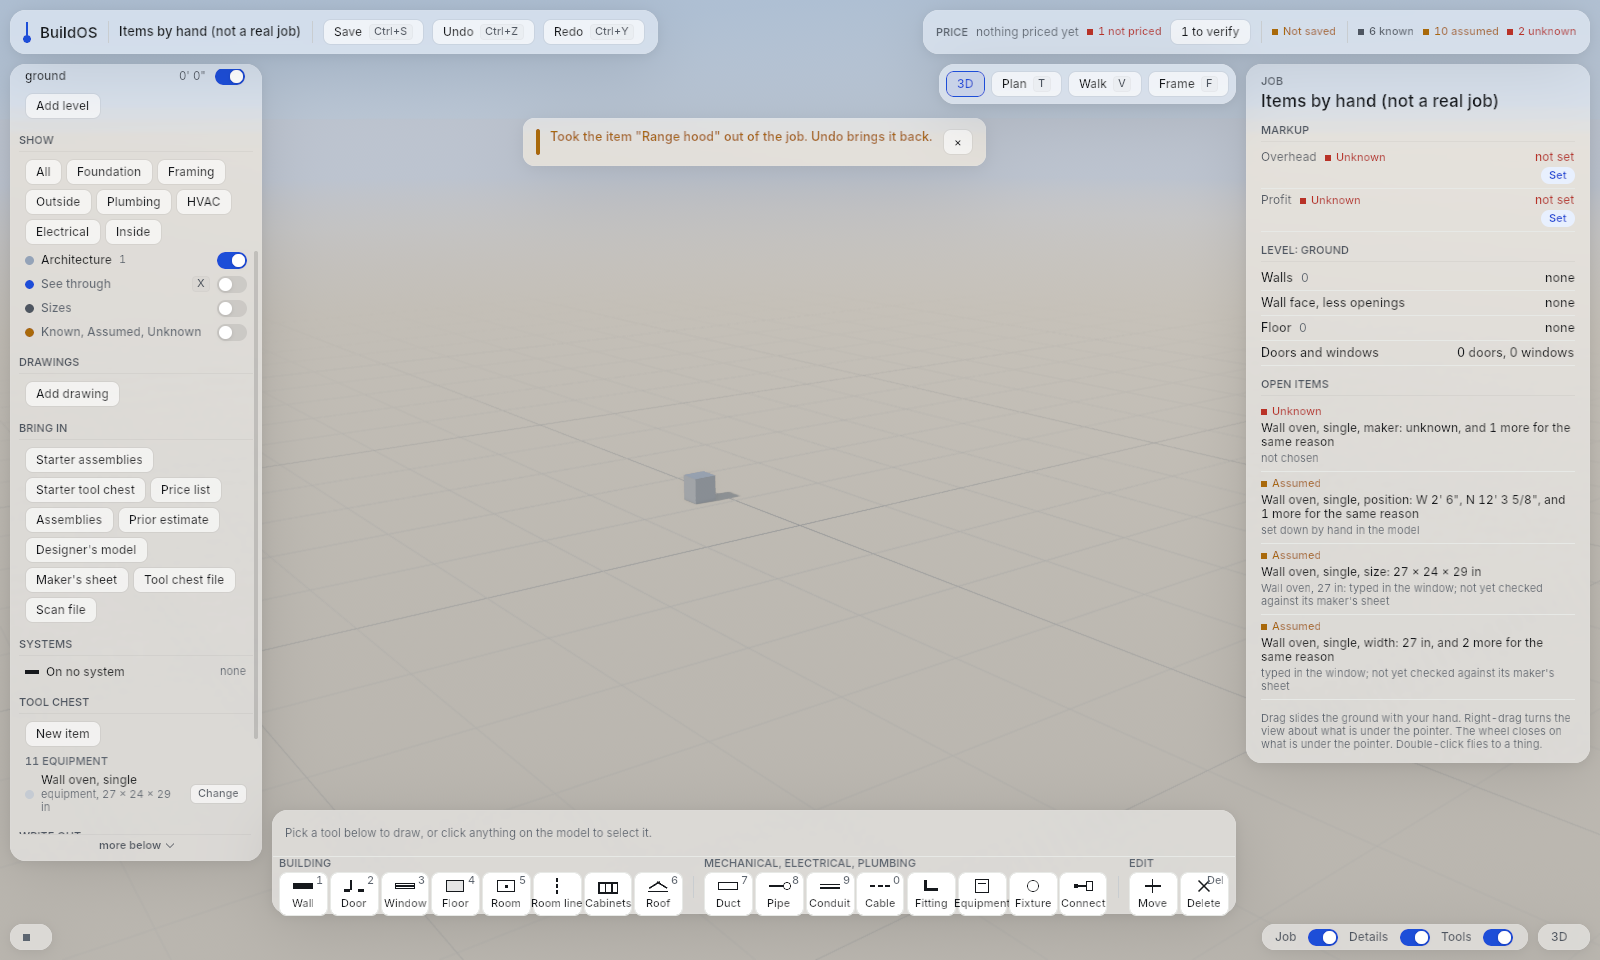 BuildOS
Items by hand (not a real job)
Save Ctrl+S
Undo Ctrl+Z
Redo Ctrl+Y
PRICE nothing priced yet 1 not priced
1 to verify
Not saved
6 known 10 assumed 2 unknown
ground 0' 0"
Add level
SHOW
All Foundation Framing
Outside Plumbing HVAC
Electrical Inside
Architecture 1
See through X
Sizes
Known, Assumed, Unknown
DRAWINGS
Add drawing
BRING IN
Starter assemblies
Starter tool chest Price list
Assemblies Prior estimate
Designer's model
Maker's sheet Tool chest file
Scan file
SYSTEMS
On no system none
TOOL CHEST
New item
11 EQUIPMENT
Wall oven, single
equipment, 27 × 24 × 29
in
Change
WRITE OUT
more below
3D
Plan T
Walk V
Frame F
Took the item "Range hood" out of the job. Undo brings it back.
×
JOB
Items by hand (not a real job)
MARKUP
Overhead Unknown not set
Set
Profit Unknown not set
Set
LEVEL: GROUND
Walls 0 none
Wall face, less openings none
Floor 0 none
Doors and windows 0 doors, 0 windows
OPEN ITEMS
Unknown
Wall oven, single, maker: unknown, and 1 more for the
same reason
not chosen
Assumed
Wall oven, single, position: W 2' 6", N 12' 3 5/8", and
1 more for the same reason
set down by hand in the model
Assumed
Wall oven, single, size: 27 × 24 × 29 in
Wall oven, 27 in: typed in the window; not yet checked
against its maker's sheet
Assumed
Wall oven, single, width: 27 in, and 2 more for the
same reason
typed in the window; not yet checked against its maker's
sheet
Drag slides the ground with your hand. Right-drag turns the
view about what is under the pointer. The wheel closes on
what is under the pointer. Double-click flies to a thing.
Pick a tool below to draw, or click anything on the model to select it.
BUILDING
1 Wall
2 Door
3 Window
4 Floor
5 Room
Room line
Cabinets
6 Roof
MECHANICAL, ELECTRICAL, PLUMBING
7 Duct
8 Pipe
9 Conduit
0 Cable
Fitting
Equipment
Fixture
Connect
EDIT
Move
Del Delete
Job Details Tools
3D